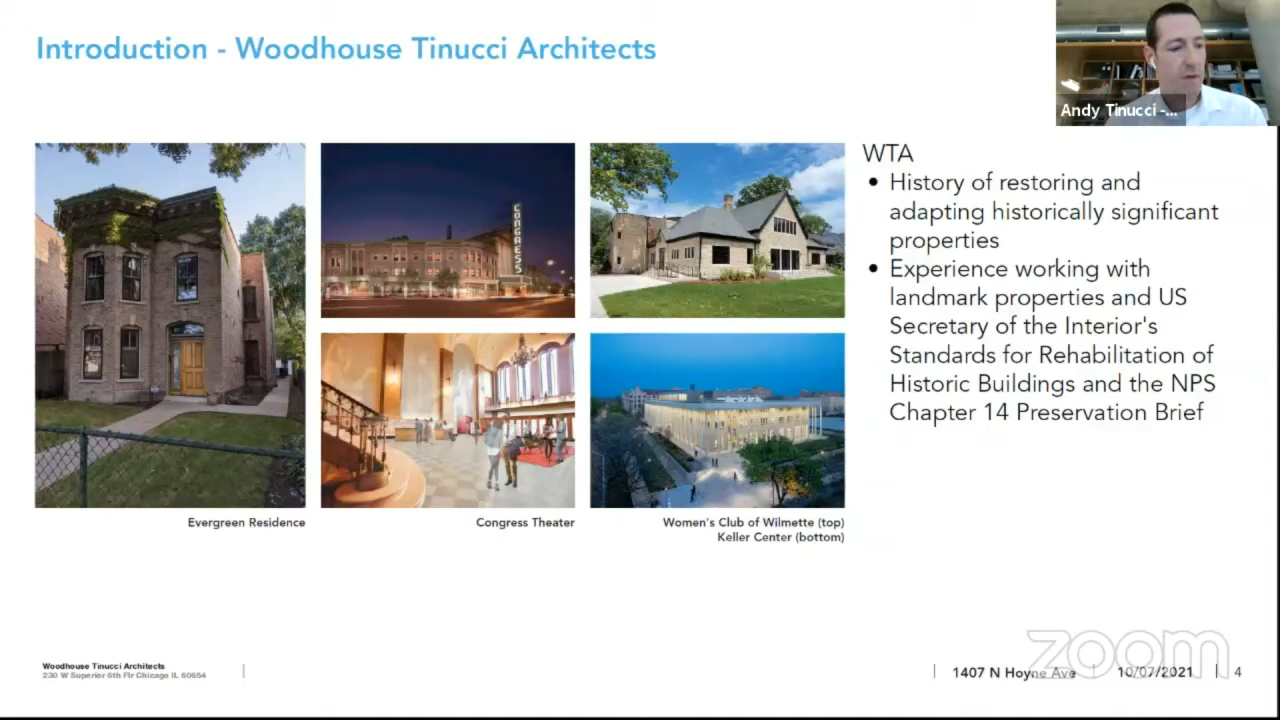 Introduction - Woodhouse Tinucci Architects
Andy Tinucci -...
CONGRESS
WTA
• History of restoring and
adapting historically significant
properties
• Experience working with
landmark properties and US
Secretary of the Interior's
Standards for Rehabilitation of
Historic Buildings and the NPS
Chapter 14 Preservation Brief
Evergreen Residence
Congress Theater
Women's Club of Wilmette (top)
Keller Center (bottom)
Woodhouse Tinucci Architects
230 W Superior 6th Flr Chicago IL 60654
1407 N Hoyne Ave
10/07/2021
4
zoom